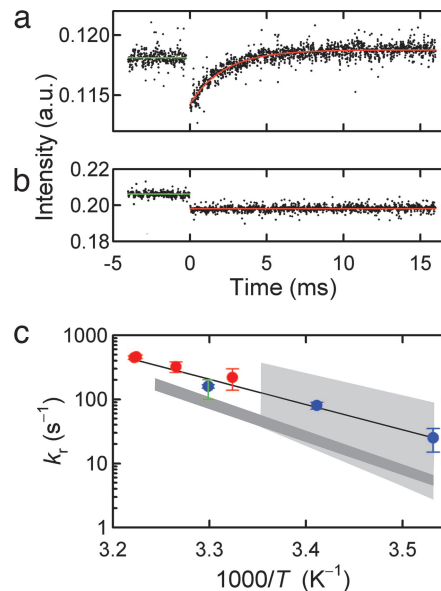 a
0.120
0.115
Intensity (a.u.)
b
0.22
0.20
0.18
-5 0 5 10 15
Time (ms)
c
1000
100
10
1
kr (s⁻¹)
3.2 3.3 3.4 3.5
1000/T (K⁻¹)